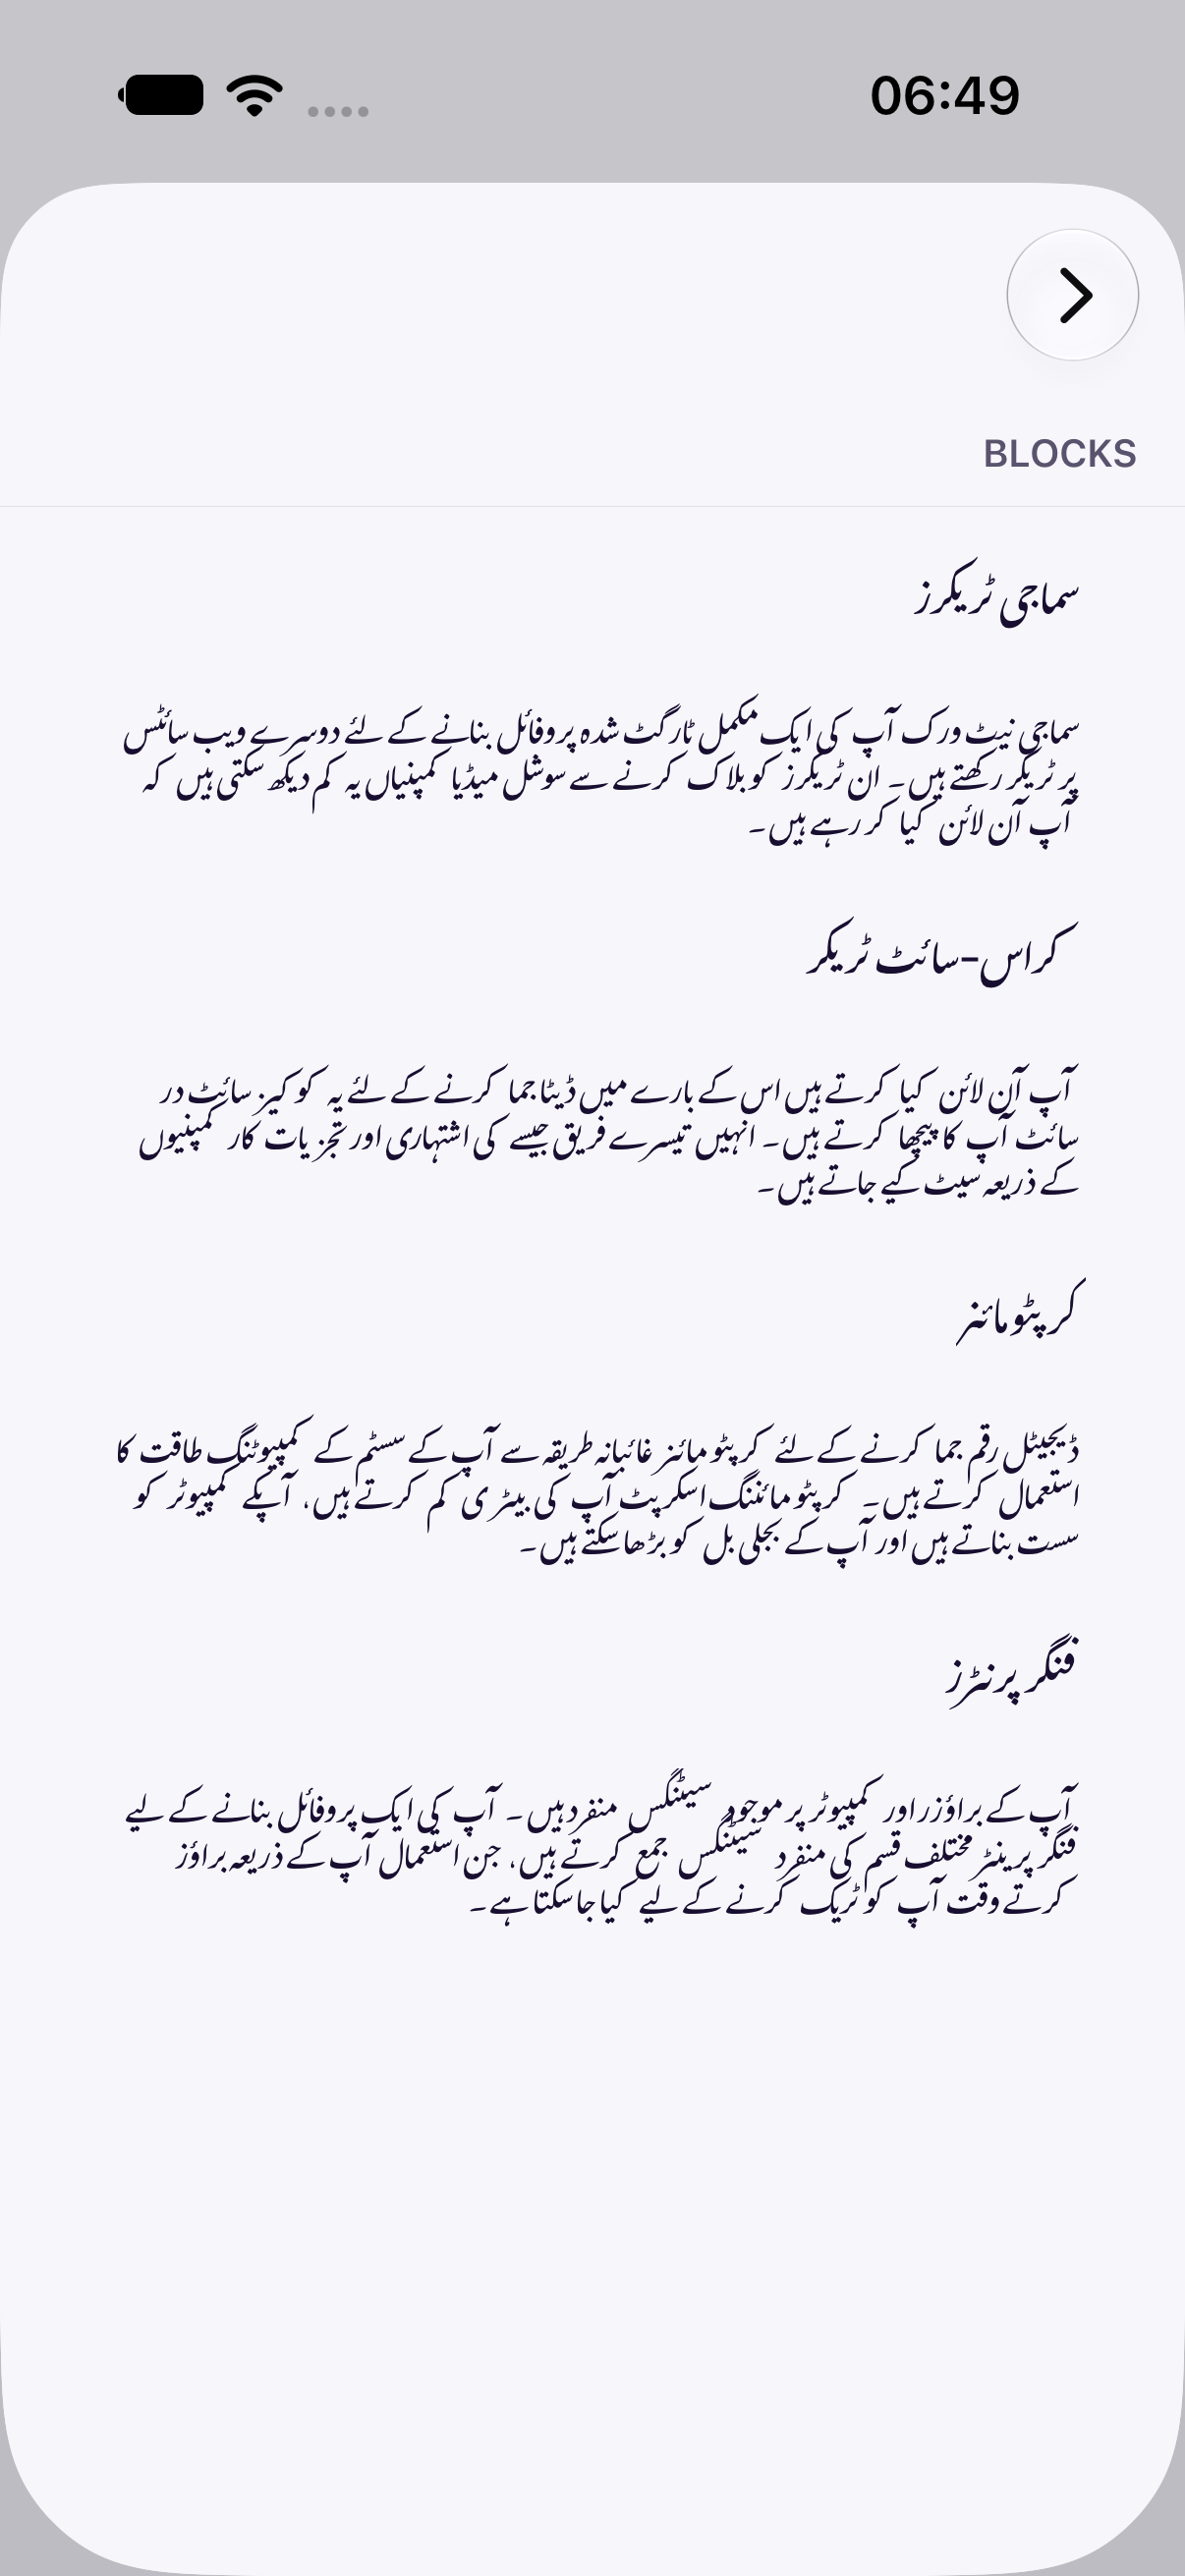 06:49
BLOCKS
سماجی ٹریکرز
سماجی نیٹ ورک آپ کی ایک مکمل ٹارگٹ شدہ پروفائل بنانے کے لئے دوسرے ویب سائٹس
پر ٹریکر رکھتے ہیں۔ ان ٹریکرز کو بلاک کرنے سے سوشل میڈیا کمپنیاں یہ کم دیکھ سکتی ہیں کہ
آپ آن لائن کیا کر رہے ہیں۔
کراس-سائٹ ٹریکر
آپ آن لائن کیا کرتے ہیں اس کے بارے میں ڈیٹا جما کرنے کے لئے یہ کوکیز سائٹ در
سائٹ آپ کا پیچھا کرتے ہیں۔ انہیں تیسرے فریق جیسے کی اشتہاری اور تجزیات کار کمپنیوں
کے ذریعہ سیٹ کیے جاتے ہیں۔
کرپٹومائنر
ڈیجیٹل رقم جما کرنے کے لئے کرپٹومائنر غائبانہ طریقہ سے آپ کے سسٹم کے کمپیوٹنگ طاقت کا
استعمال کرتے ہیں۔ کرپٹومائننگ اسکرپٹ آپ کی بیٹری کم کرتے ہیں، آپکے کمپیوٹر کو
سست بناتے ہیں اور آپ کے بجلی بل کو بڑھا سکتے ہیں۔
فنگر پرنٹرز
آپ کے براؤزر اور کمپیوٹر پر موجود سیٹنگس منفرد ہیں۔ آپ کی ایک پروفائل بنانے کے لیے
فنگر پرینٹر مختلف قسم کی منفرد سیٹنگس جمع کرتے ہیں، جن استعمال آپ کے ذریعہ براؤز
کرتے وقت آپ کو ٹریک کرنے کے لیے کیا جا سکتا ہے۔